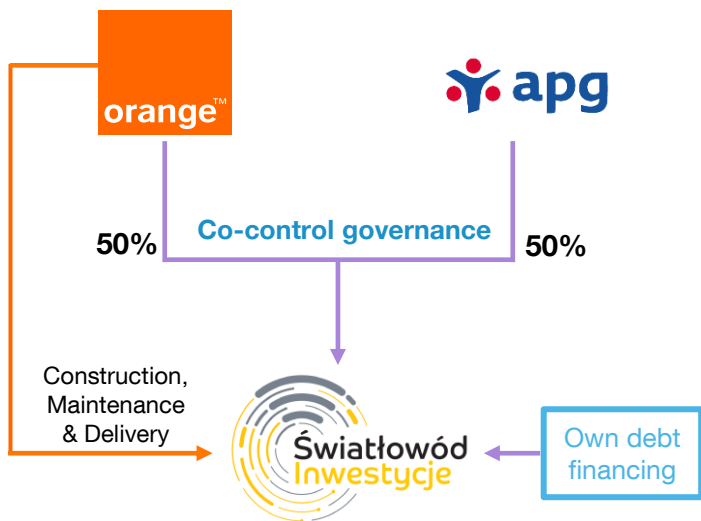 orange™
apg
Co-control governance
50%
50%
Construction,
Maintenance
& Delivery
Światłowód
Inwestycje
Own debt
financing